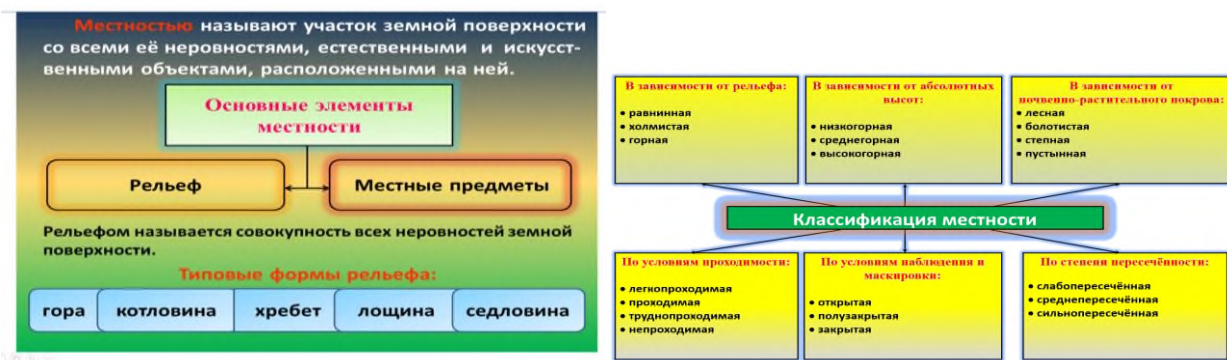 Местностью называют участок земной поверхности
со всеми её неровностями, естественными и искусст-
венными объектами, расположенными на ней.
Основные элементы
местности
Рельеф
Местные предметы
Рельефом называется совокупность всех неровностей земной
поверхности.
Типовые формы рельефа:
гора
котловина
хребет
лощина
седловина
В зависимости от рельефа:
• равнинная
• холмистая
• горная
В зависимости от абсолютных
высот:
• низкогорная
• среднегорная
• высокогорная
В зависимости от
почвенно-растительного покрова:
• лесная
• болотистая
• степная
• пустынная
Классификация местности
По условиям проходимости:
• легкопроходимая
• проходимая
• труднопроходимая
• непроходимая
По условиям наблюдения и
маскировки:
• открытая
• полузакрытая
• закрытая
По степени пересечённости:
• слабопересечённая
• среднепересечённая
• сильнопересечённая